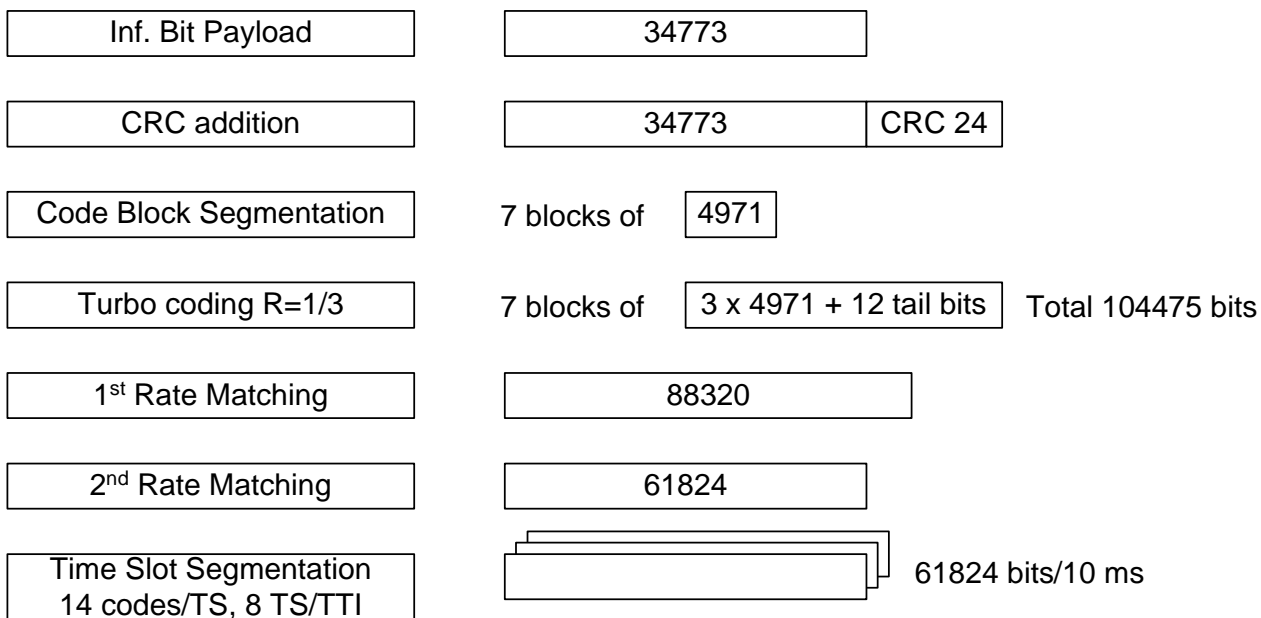 Inf. Bit Payload 34773
CRC addition 34773 CRC 24
Code Block Segmentation 7 blocks of 4971
Turbo coding R=1/3 7 blocks of 3 x 4971 + 12 tail bits Total 104475 bits
1st Rate Matching 88320
2nd Rate Matching 61824
Time Slot Segmentation
14 codes/TS, 8 TS/TTI
61824 bits/10 ms